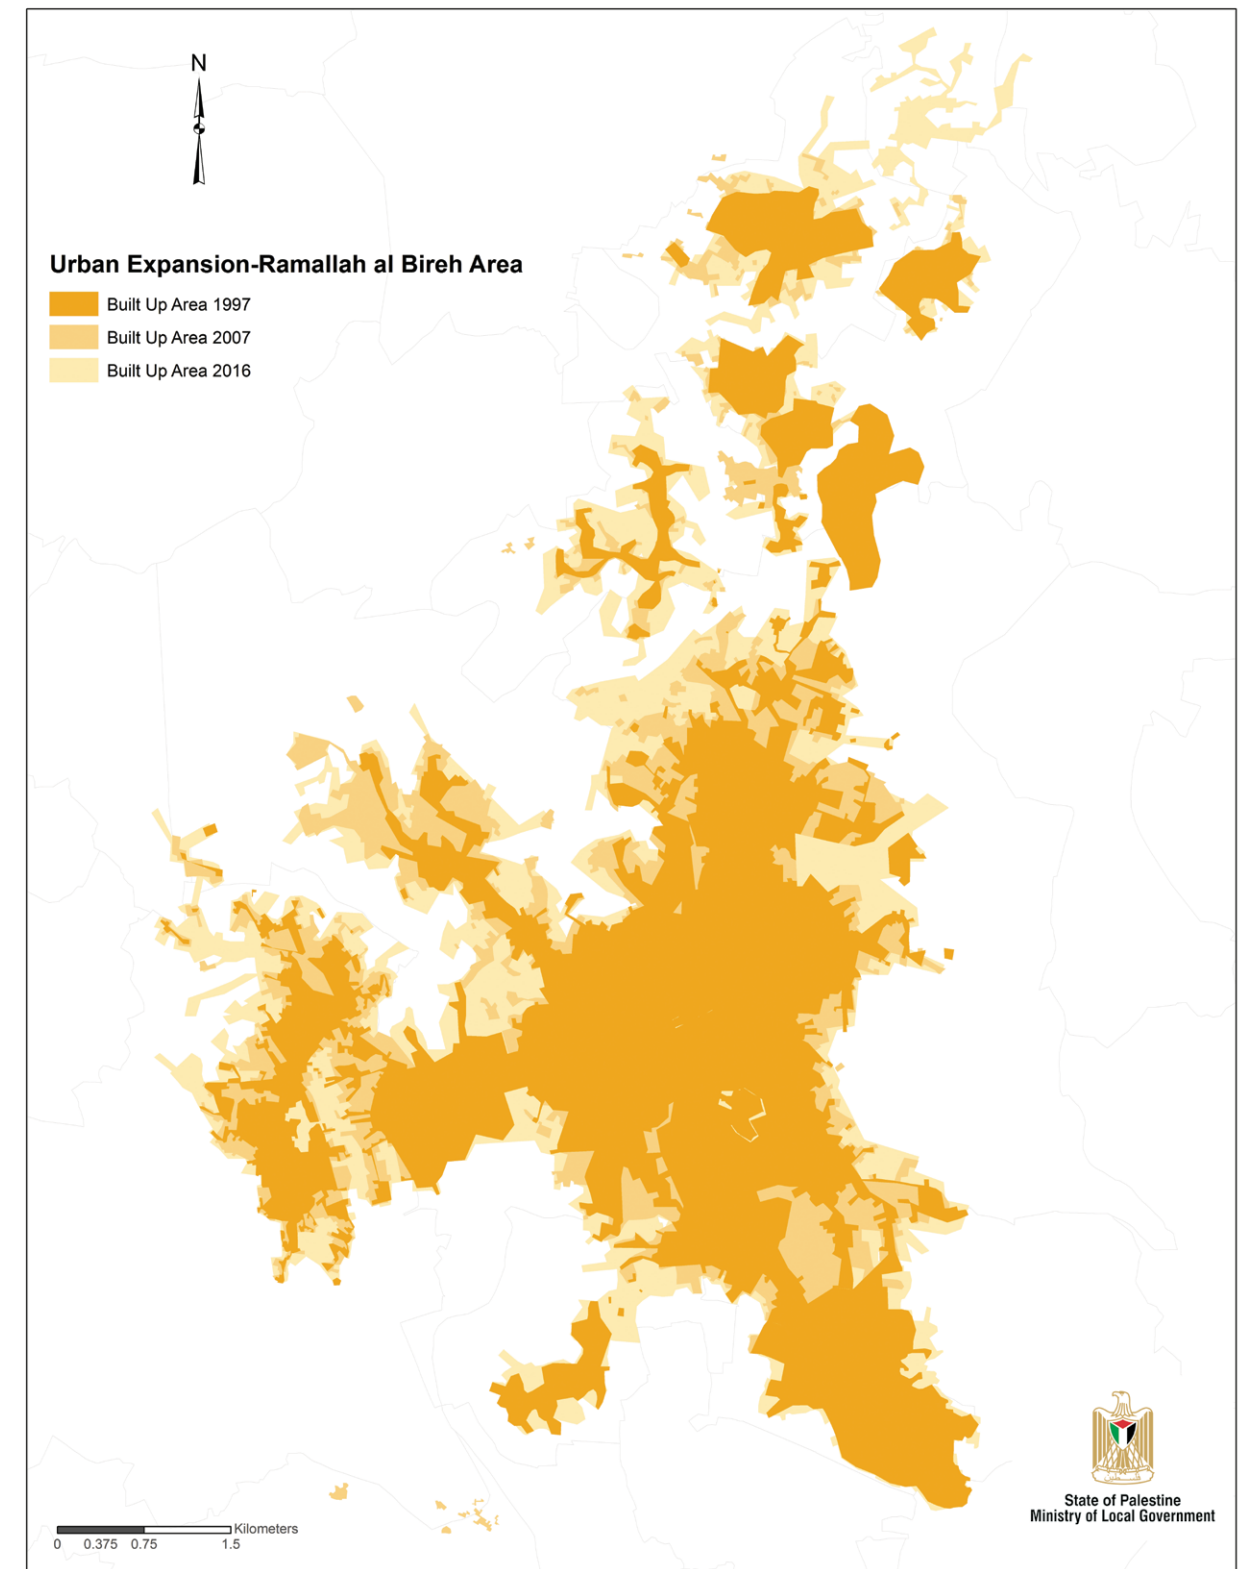 N
Urban Expansion-Ramallah al Bireh Area
Built Up Area 1997
Built Up Area 2007
Built Up Area 2016
State of Palestine
Ministry of Local Government
Kilometers
0 0.375 0.75 1.5